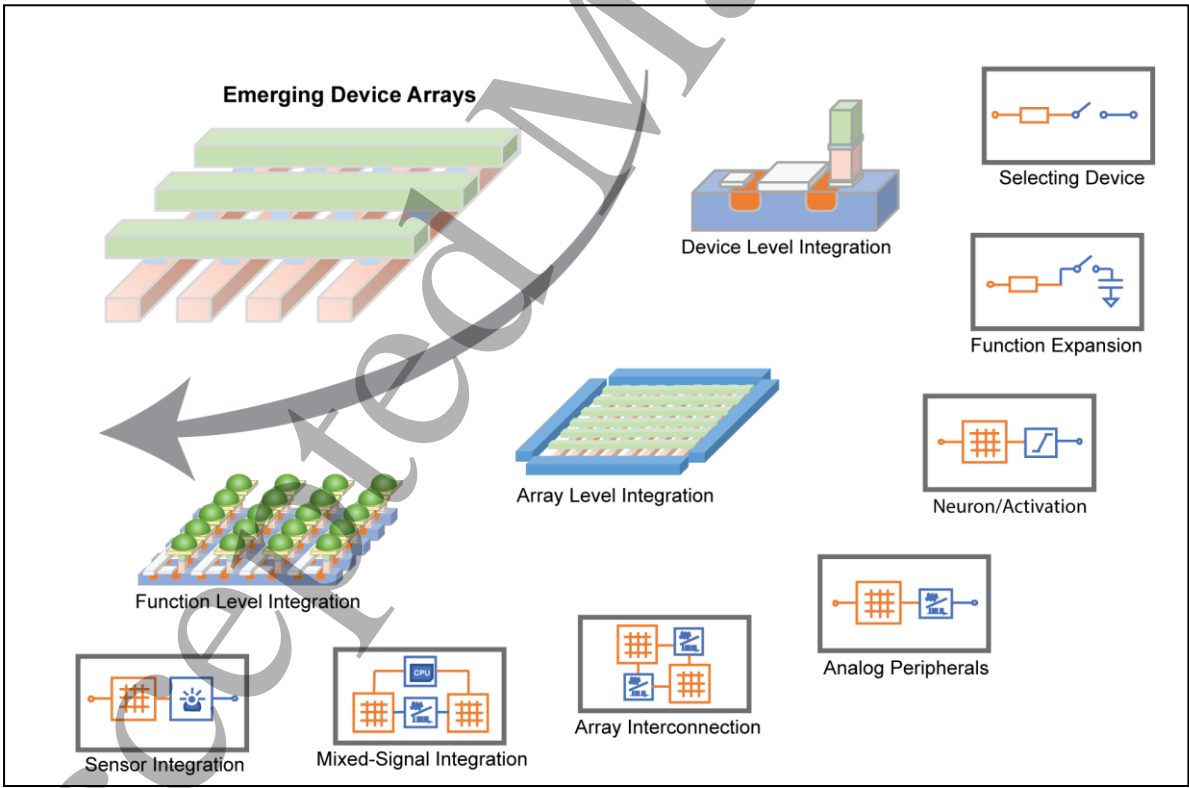 Emerging Device Arrays
Selecting Device
Device Level Integration
Function Expansion
Array Level Integration
Neuron/Activation
Function Level Integration
Analog Peripherals
Array Interconnection
CPU
Mixed-Signal Integration
Sensor Integration
Accepted M